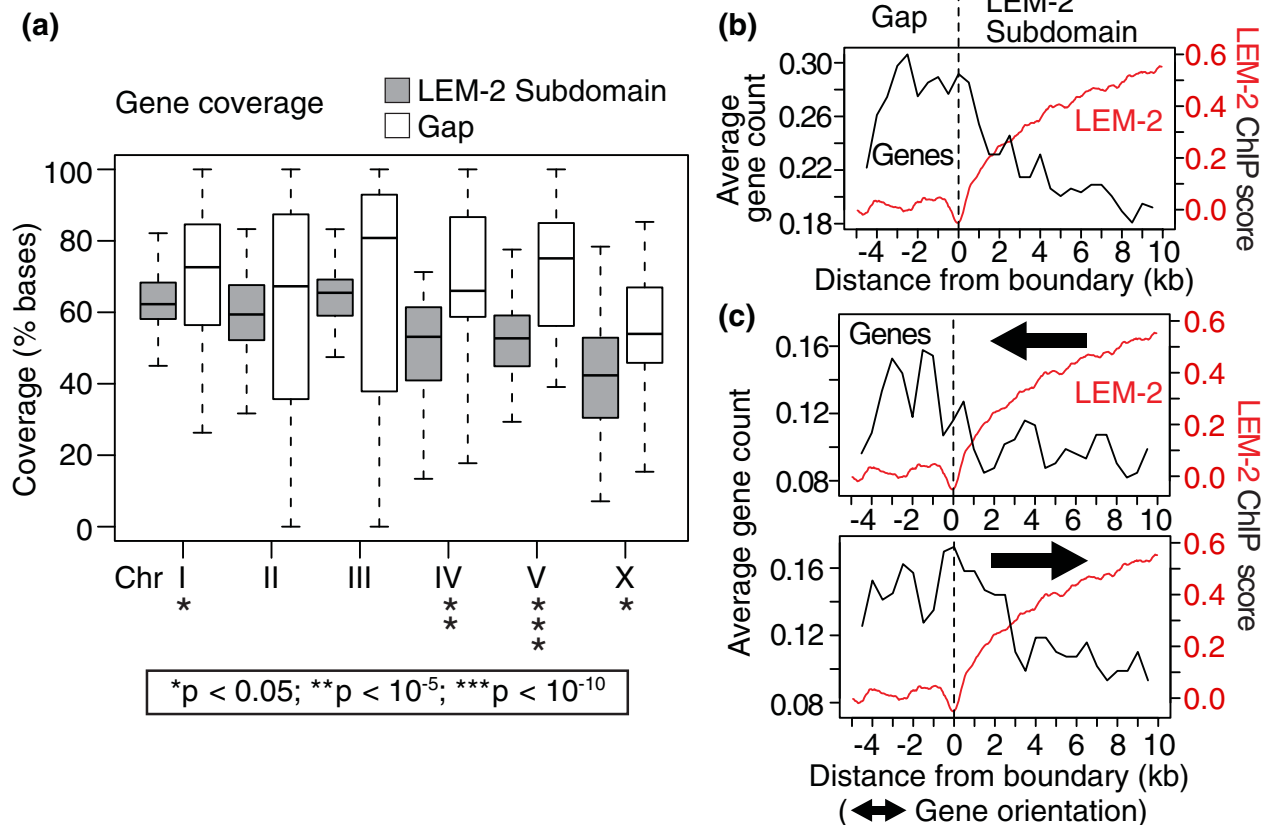 (a)
Gene coverage
LEM-2 Subdomain
Gap
Coverage (% bases)
100
80
60
40
20
0
Chr I II III IV V X
* ** *** *
*p < 0.05; **p < 10-5; ***p < 10-10
(b)
Gap
LEM-2
Subdomain
Average
gene count
0.30
0.26
0.22
0.18
Genes
LEM-2
0.6
0.4
0.2
0.0
LEM-2 ChIP score
-4 -2 0 2 4 6 8 10
Distance from boundary (kb)
(c)
Average gene count
Genes
LEM-2
0.16
0.12
0.08
0.6
0.4
0.2
0.0
-4 -2 0 2 4 6 8 10
LEM-2 ChIP score
0.16
0.12
0.08
0.6
0.4
0.2
0.0
-4 -2 0 2 4 6 8 10
Distance from boundary (kb)
( Gene orientation)